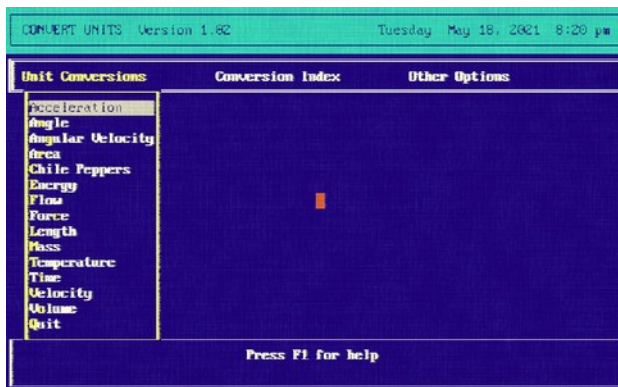 CONVERT UNITS Version 1.02 Tuesday May 18, 2021 8:20 pm
Unit Conversions Conversion Index Other Options
Acceleration
Angle
Angular Velocity
Area
Chile Peppers
Energy
Flow
Force
Length
Mass
Temperature
Time
Velocity
Volume
Quit
Press F1 for help